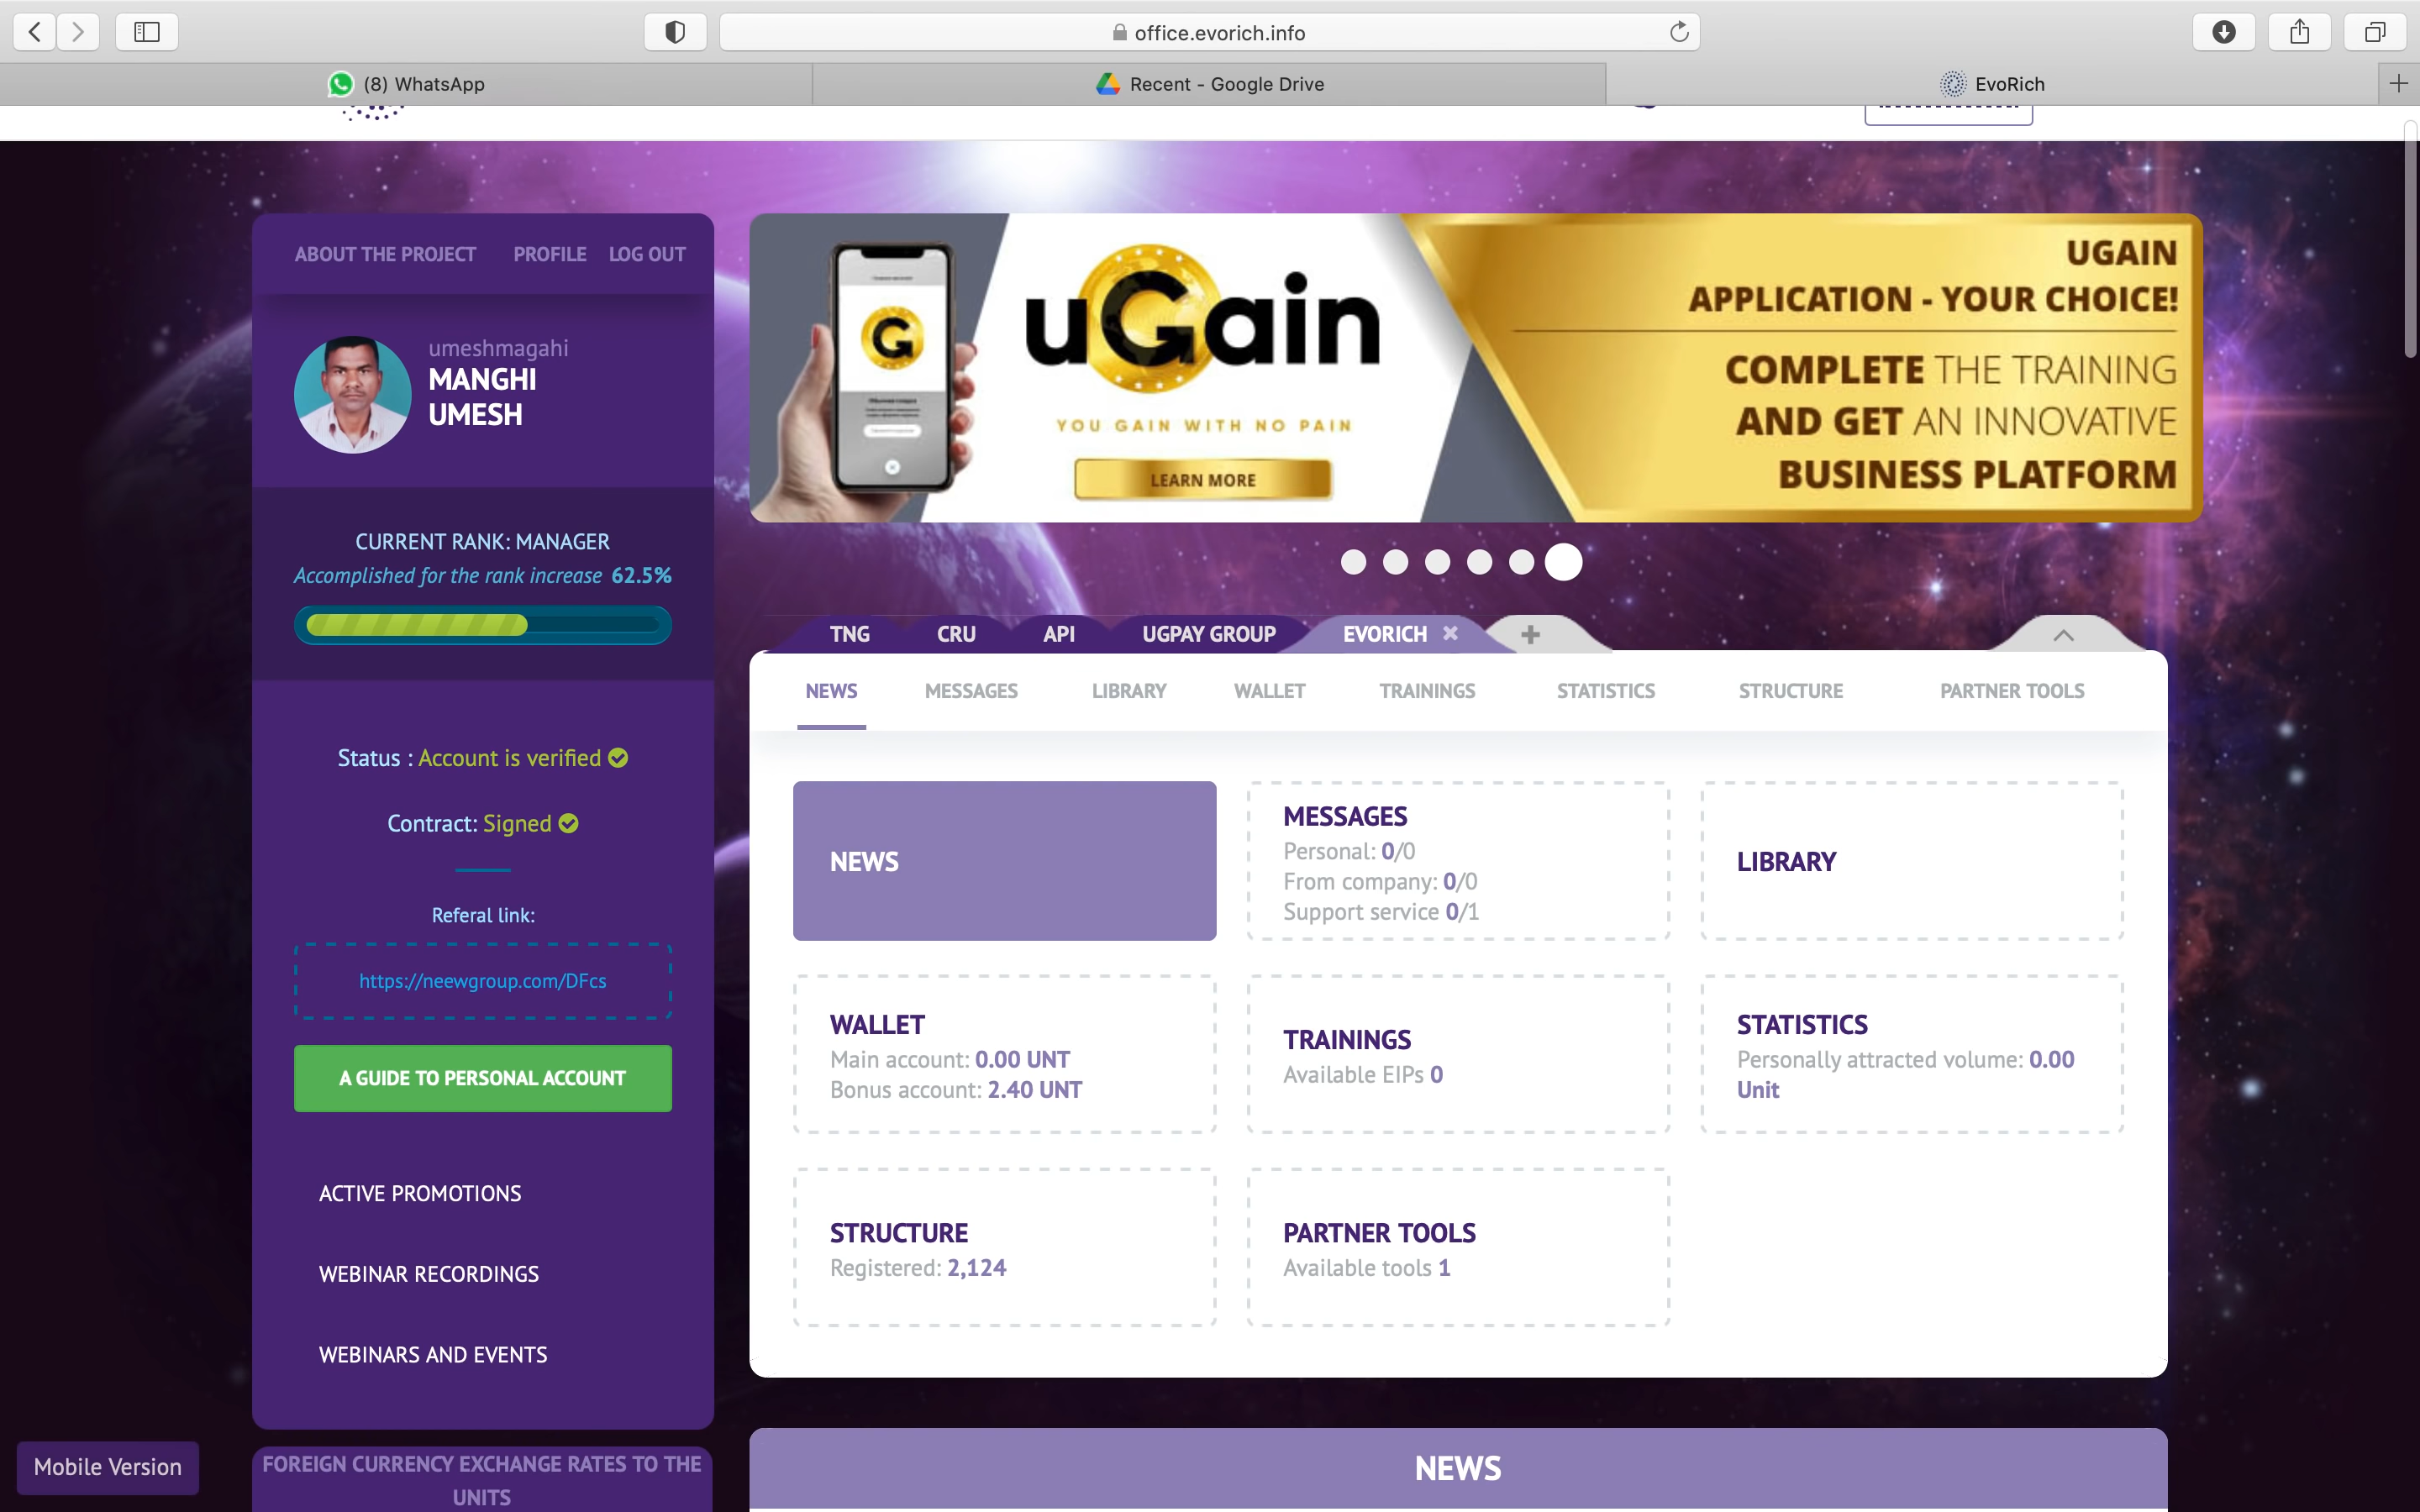 office.evorich.info
(8) WhatsApp
Recent - Google Drive
EvoRich
ABOUT THE PROJECT PROFILE LOG OUT
umeshmagahi
MANGHI
UMESH
CURRENT RANK: MANAGER
Accomplished for the rank increase 62.5%
Status : Account is verified
Contract: Signed
Referal link:
https://neewgroup.com/DFcs
A GUIDE TO PERSONAL ACCOUNT
ACTIVE PROMOTIONS
WEBINAR RECORDINGS
WEBINARS AND EVENTS
FOREIGN CURRENCY EXCHANGE RATES TO THE
UNITS
Mobile Version
uGain
YOU GAIN WITH NO PAIN
LEARN MORE
UGAIN
APPLICATION - YOUR CHOICE!
COMPLETE THE TRAINING
AND GET AN INNOVATIVE
BUSINESS PLATFORM
TNG CRU API UGPAY GROUP EVORICH
NEWS MESSAGES LIBRARY WALLET TRAININGS STATISTICS STRUCTURE PARTNER TOOLS
NEWS
MESSAGES
Personal: 0/0
From company: 0/0
Support service 0/1
LIBRARY
WALLET
Main account: 0.00 UNT
Bonus account: 2.40 UNT
TRAININGS
Available EIPs 0
STATISTICS
Personally attracted volume: 0.00
Unit
STRUCTURE
Registered: 2,124
PARTNER TOOLS
Available tools 1
NEWS